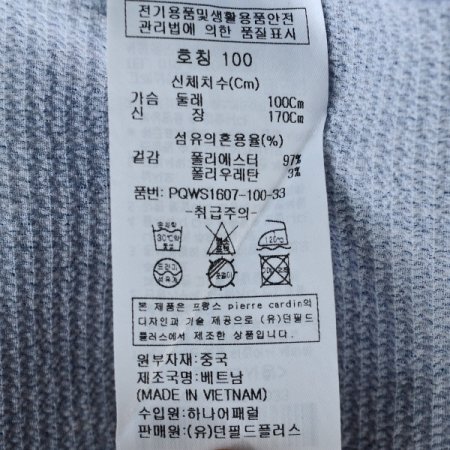 전기용품및생활용품안전
관리법에 의한 품질표시
호칭 100
신체치수(Cm)
가슴 둘레 100Cm
신 장 170Cm
섬유의혼용율(%)
겉감 폴리에스터 97%
폴리우레탄 3%
품번: PQWS1607-100-33
-취급주의-
30℃
120℃
드라이
본 제품은 프랑스 pierre cardin의
디자인과 기술 제공으로 (유)던필드
플러스에서 제조한 상품입니다.
원부자재:중국
제조국명:베트남
(MADE IN VIETNAM)
수입원:하나어패럴
판매원:(유)던필드플러스